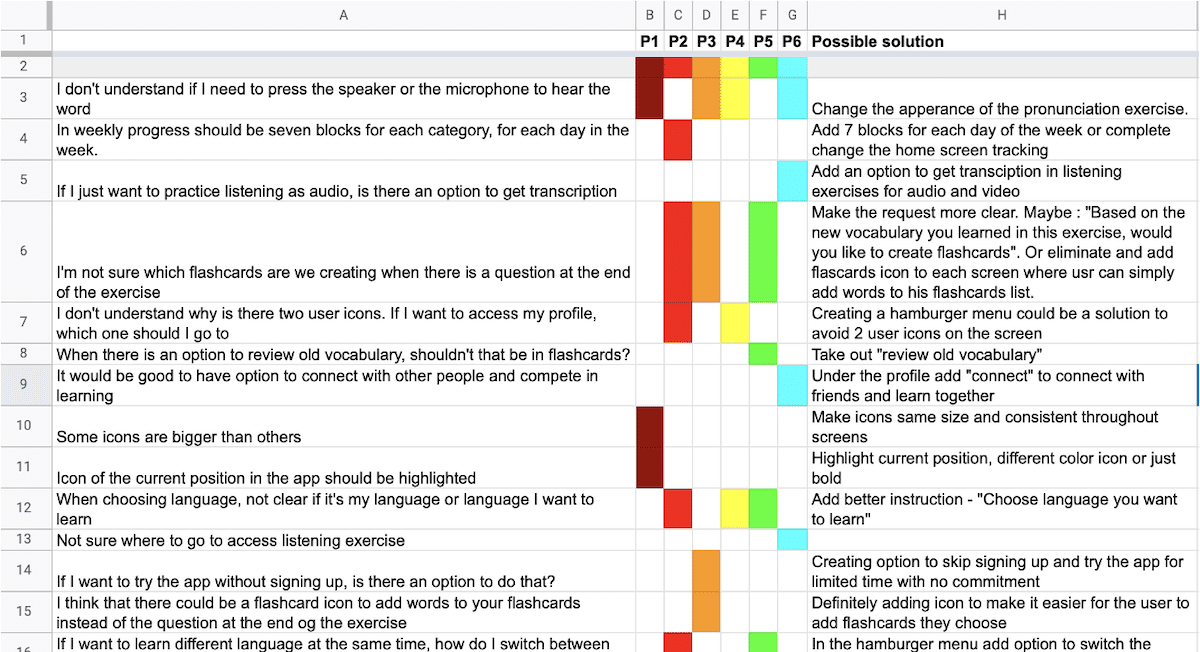 A B C D E F G H
1 P1 P2 P3 P4 P5 P6 Possible solution
2
3 I don't understand if I need to press the speaker or the microphone to hear the
word
Change the apperance of the pronunciation exercise.
4 In weekly progress should be seven blocks for each category, for each day in the
week.
Add 7 blocks for each day of the week or complete
change the home screen tracking
5 If I just want to practice listening as audio, is there an option to get transcription
Add an option to get transciption in listening
exercises for audio and video
6 I'm not sure which flashcards are we creating when there is a question at the end
of the exercise
Make the request more clear. Maybe : "Based on the
new vocabulary you learned in this exercise, would
you like to create flashcards". Or eliminate and add
flascards icon to each screen where usr can simply
add words to his flashcards list.
7 I don't understand why is there two user icons. If I want to access my profile,
which one should I go to
Creating a hamburger menu could be a solution to
avoid 2 user icons on the screen
8 When there is an option to review old vocabulary, shouldn't that be in flashcards?
Take out "review old vocabulary"
9 It would be good to have option to connect with other people and compete in
learning
Under the profile add "connect" to connect with
friends and learn together
10 Some icons are bigger than others
Make icons same size and consistent throughout
screens
11 Icon of the current position in the app should be highlighted
Highlight current position, different color icon or just
bold
12 When choosing language, not clear if it's my language or language I want to
learn
Add better instruction - "Choose language you want
to learn"
13 Not sure where to go to access listening exercise
14 If I want to try the app without signing up, is there an option to do that?
Creating option to skip signing up and try the app for
limited time with no commitment
15 I think that there could be a flashcard icon to add words to your flashcards
instead of the question at the end og the exercise
Definitely adding icon to make it easier for the user to
add flashcards they choose
16 If I want to learn different language at the same time, how do I switch between
In the hamburger menu add option to switch the